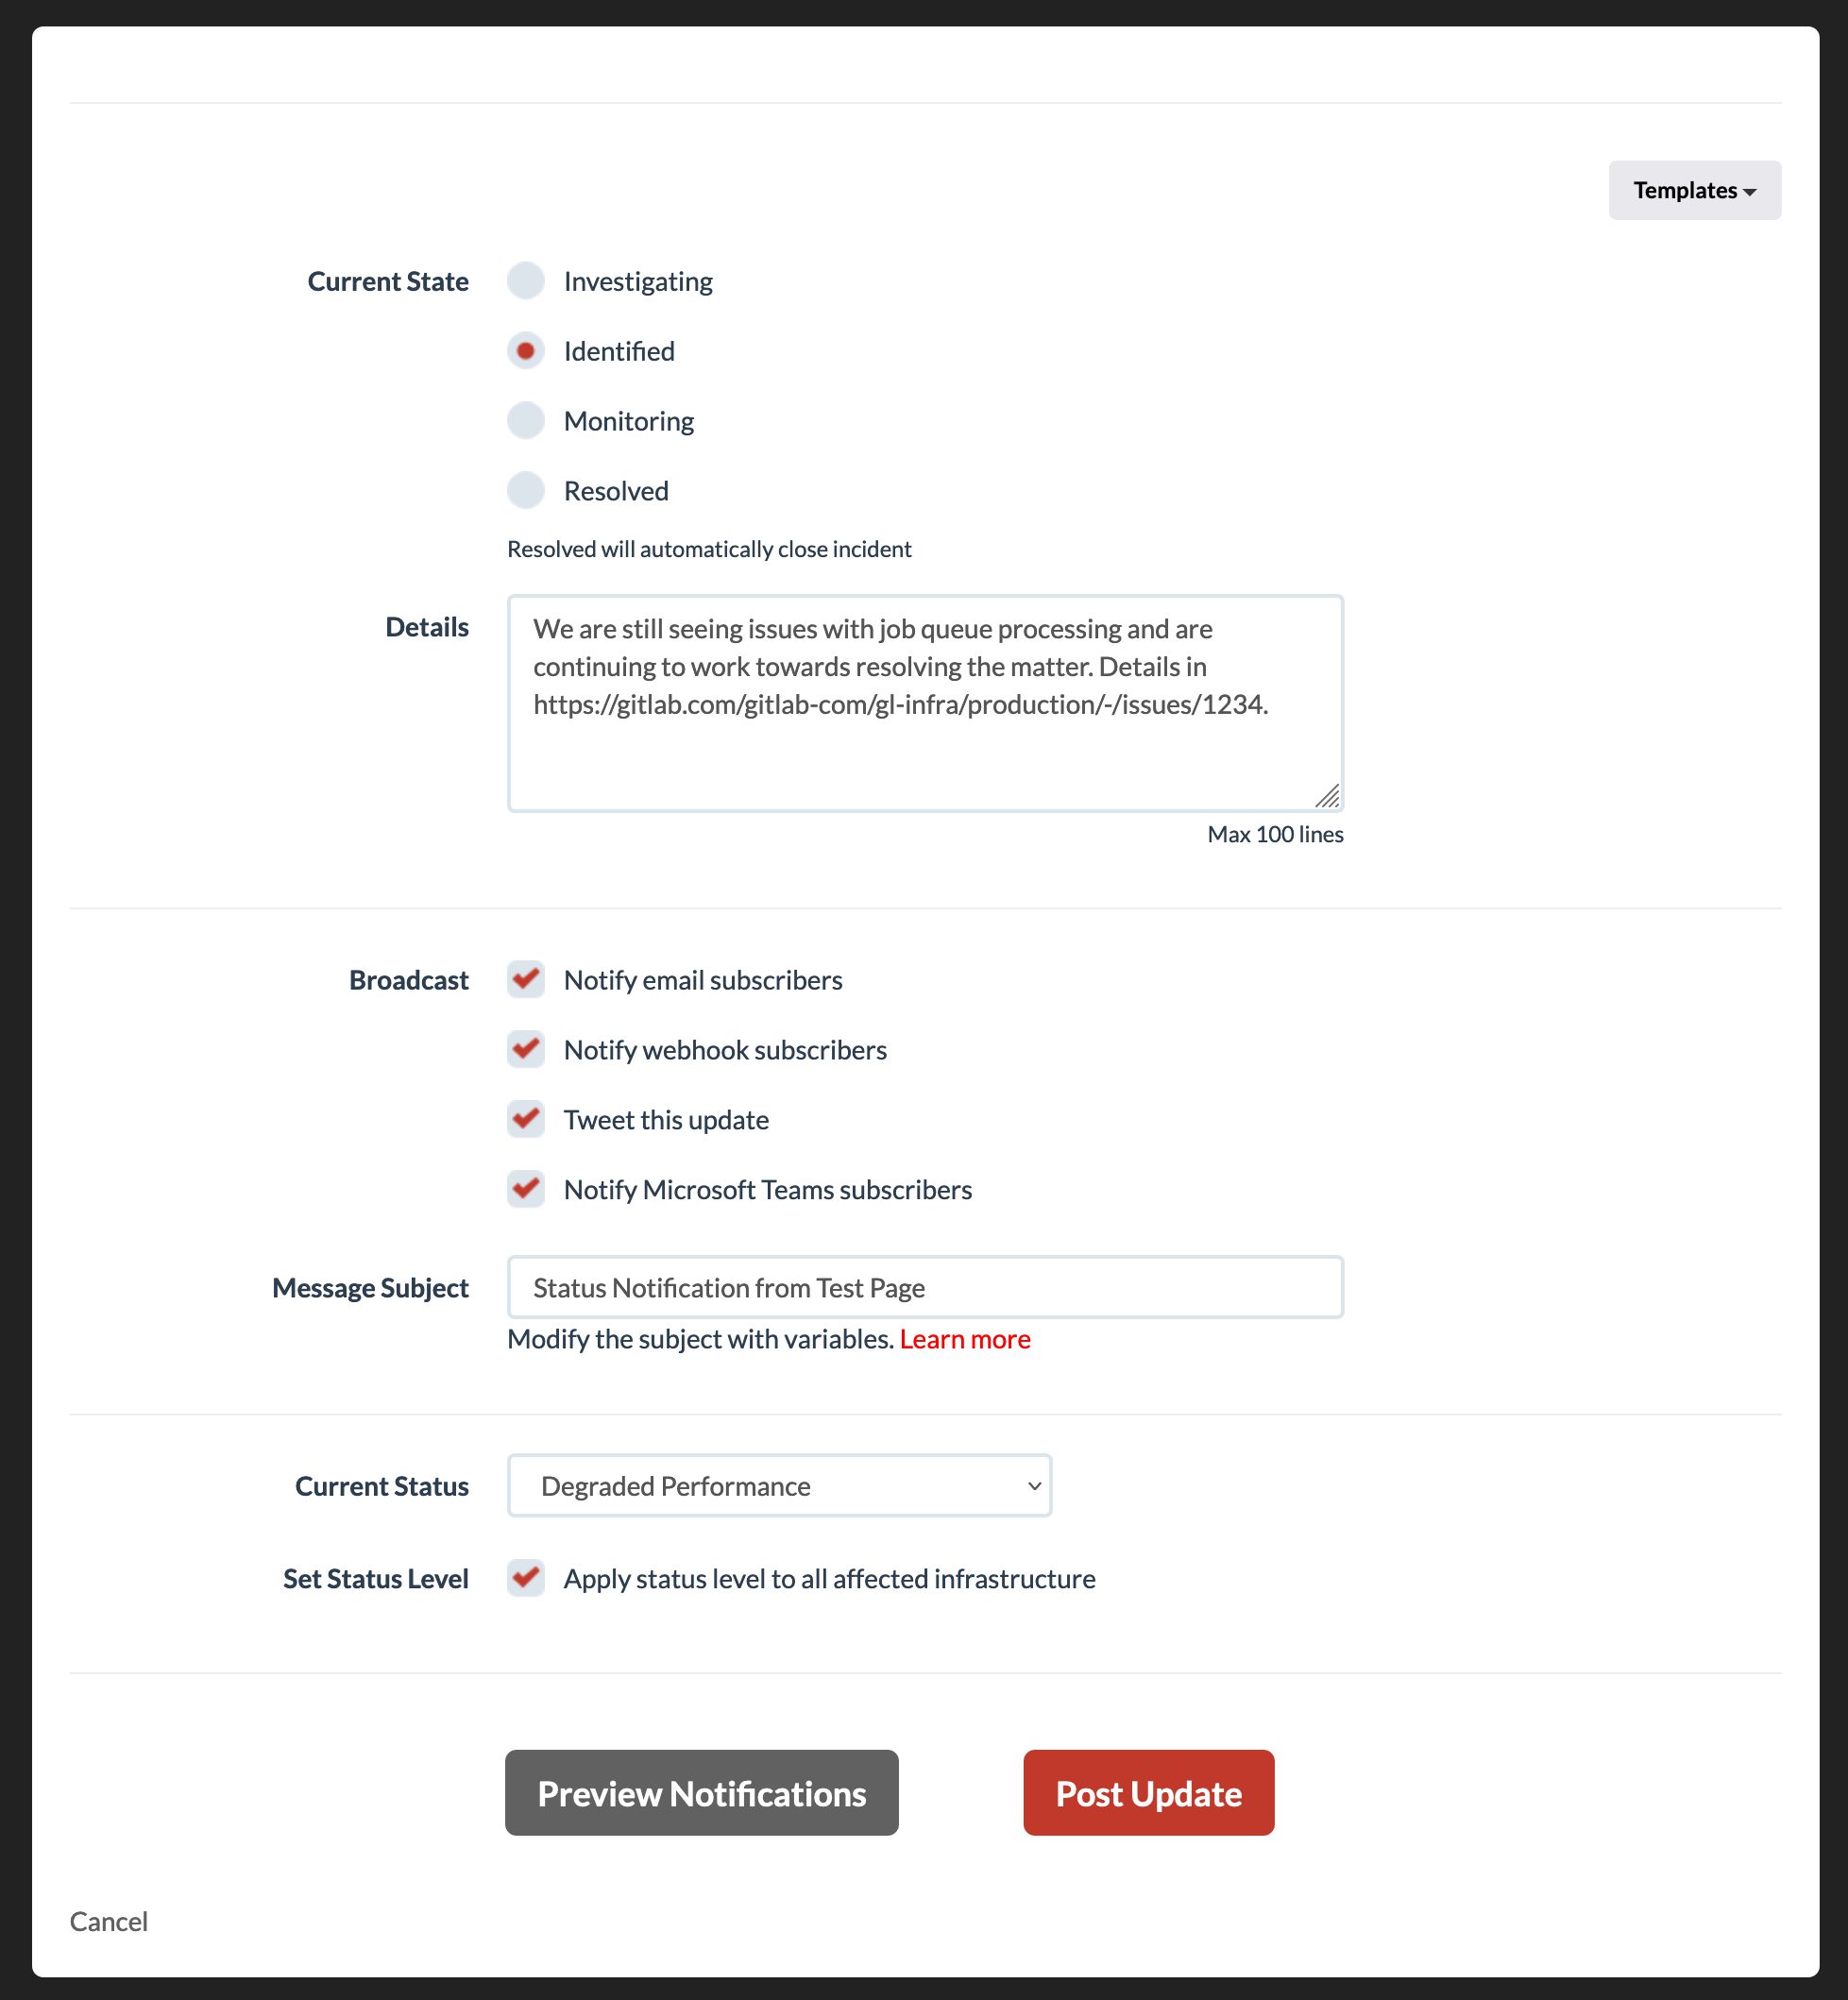 Templates
Current State
Investigating
Identified
Monitoring
Resolved
Resolved will automatically close incident
Details
We are still seeing issues with job queue processing and are
continuing to work towards resolving the matter. Details in
https://gitlab.com/gitlab-com/gl-infra/production/-/issues/1234.
Max 100 lines
Broadcast
Notify email subscribers
Notify webhook subscribers
Tweet this update
Notify Microsoft Teams subscribers
Message Subject
Status Notification from Test Page
Modify the subject with variables. Learn more
Current Status
Degraded Performance
Set Status Level
Apply status level to all affected infrastructure
Preview Notifications
Post Update
Cancel